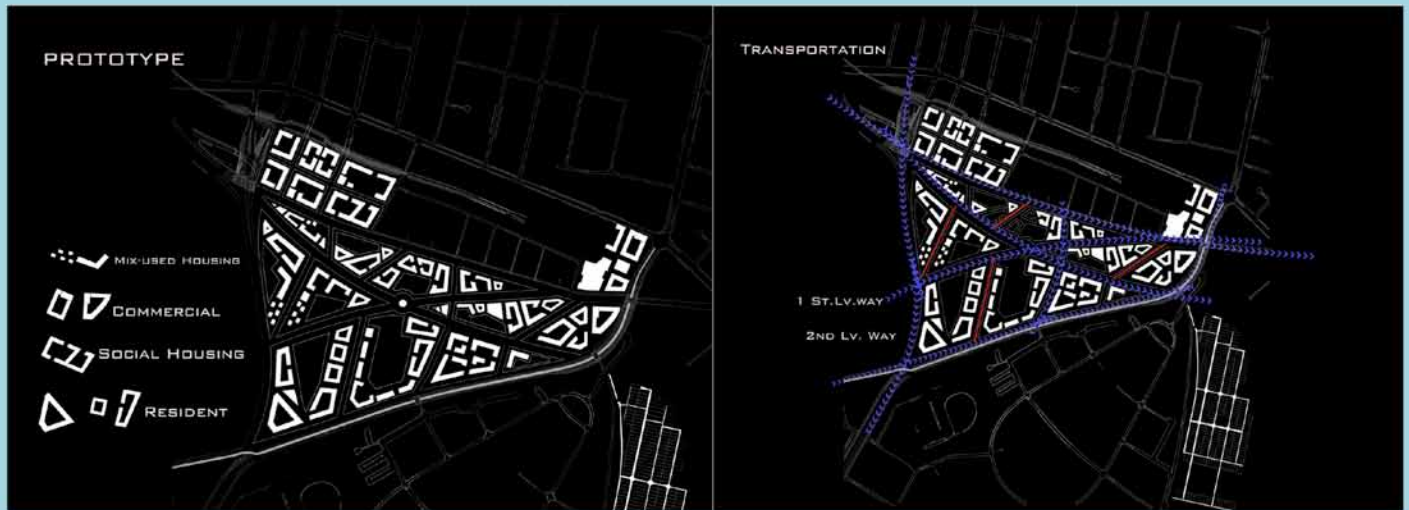 PROTOTYPE
MIX-USED HOUSING
COMMERCIAL
SOCIAL HOUSING
RESIDENT
TRANSPORTATION
1 ST.LV.WAY
2ND LV. WAY